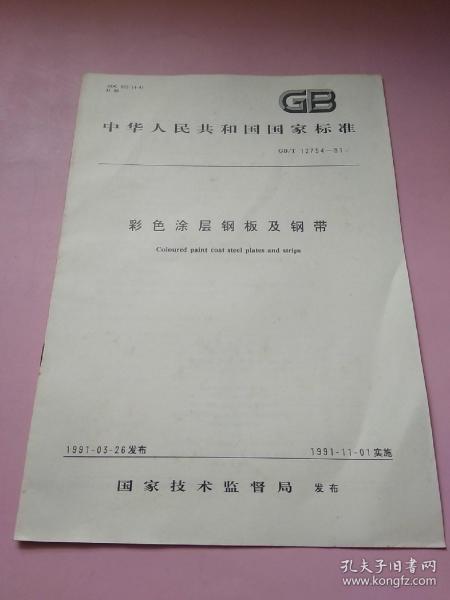 GB
中华人民共和国国家标准
GB/T 12754—91
彩色涂层钢板及钢带
Coloured paint coat steel plates and strips
1991-03-26发布
1991-11-01实施
国家技术监督局 发布
孔夫子旧书网
www.kongfz.com